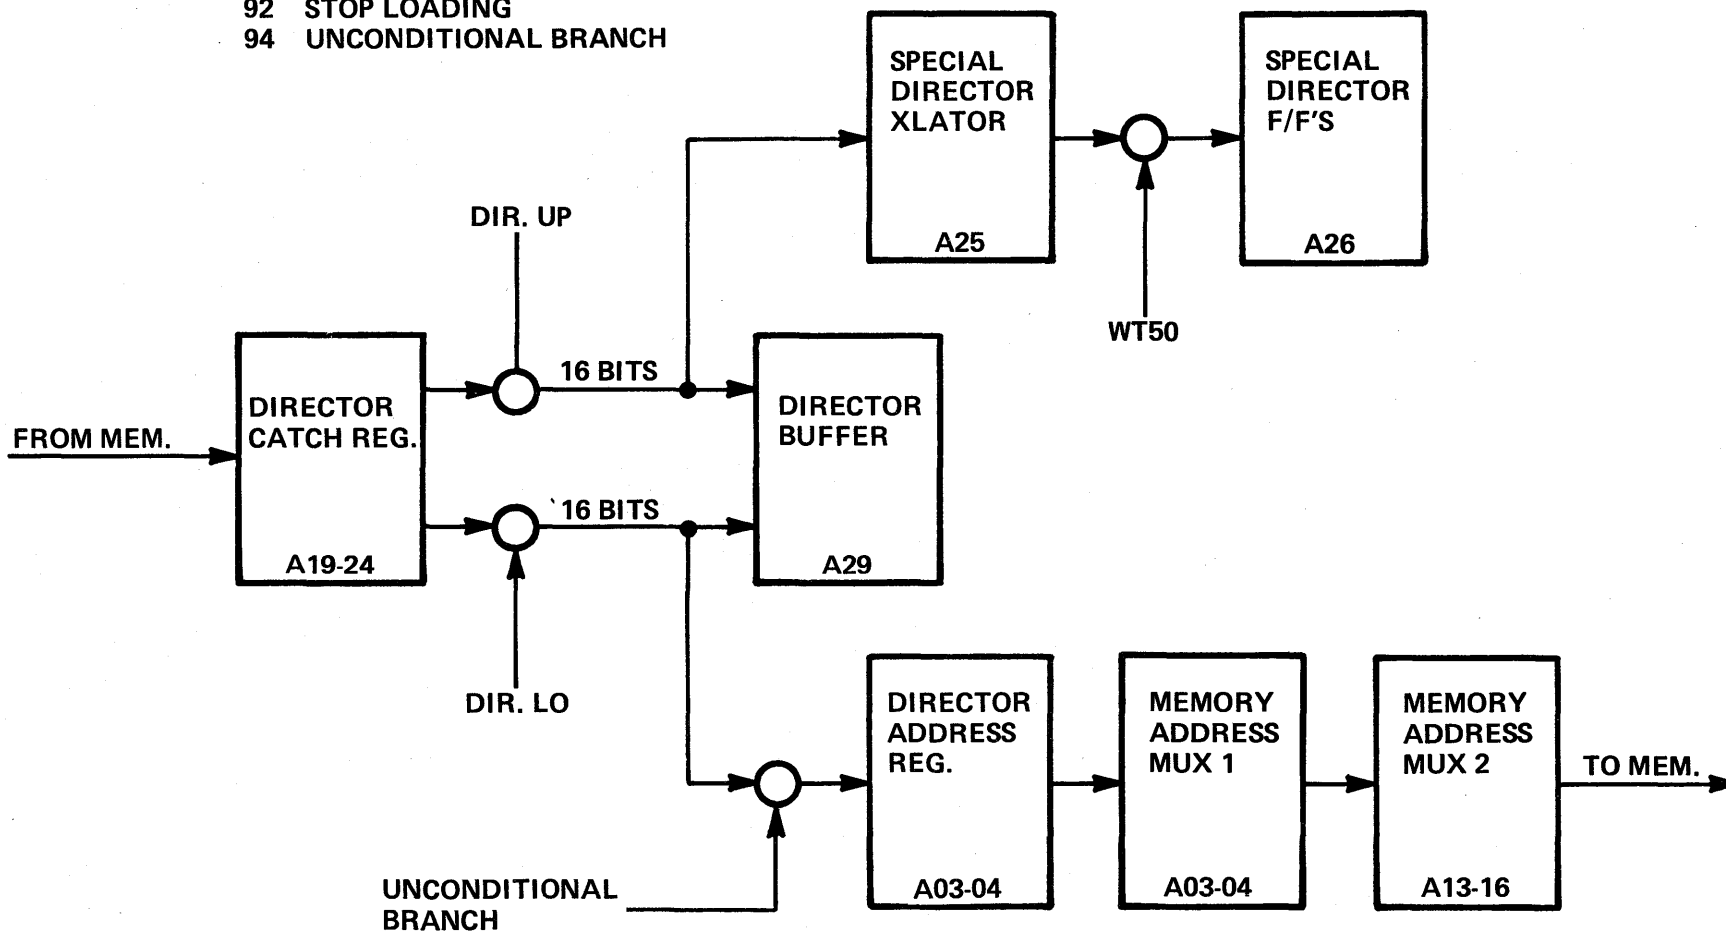 92 STOP LOADING
94 UNCONDITIONAL BRANCH
SPECIAL
DIRECTOR
XLATOR
A25
SPECIAL
DIRECTOR
F/F'S
A26
WT50
DIR. UP
16 BITS
FROM MEM.
DIRECTOR
CATCH REG.
A19-24
DIRECTOR
BUFFER
A29
16 BITS
DIR. LO
DIRECTOR
ADDRESS
REG.
A03-04
MEMORY
ADDRESS
MUX 1
A03-04
MEMORY
ADDRESS
MUX 2
A13-16
TO MEM.
UNCONDITIONAL
BRANCH